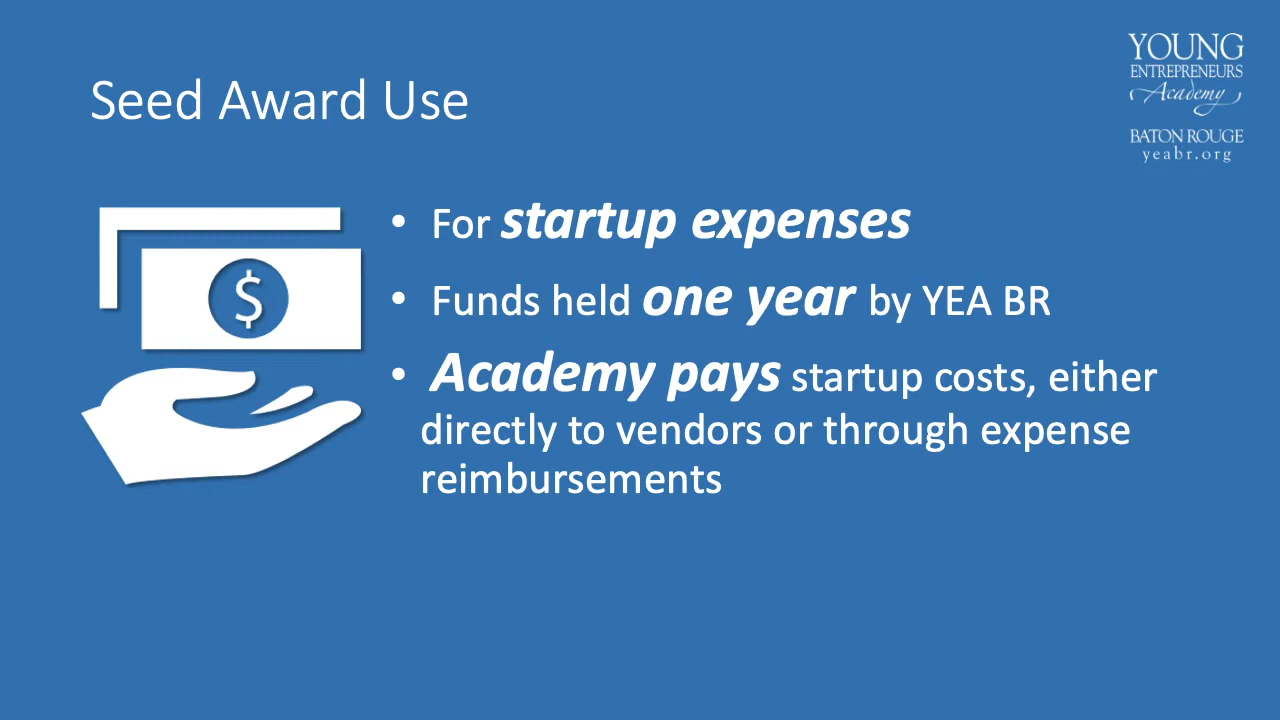 YOUNG
ENTREPRENEURS
Academy
BATON ROUGE
yeabr.org
Seed Award Use
$
• For startup expenses
• Funds held one year by YEA BR
• Academy pays startup costs, either
directly to vendors or through expense
reimbursements